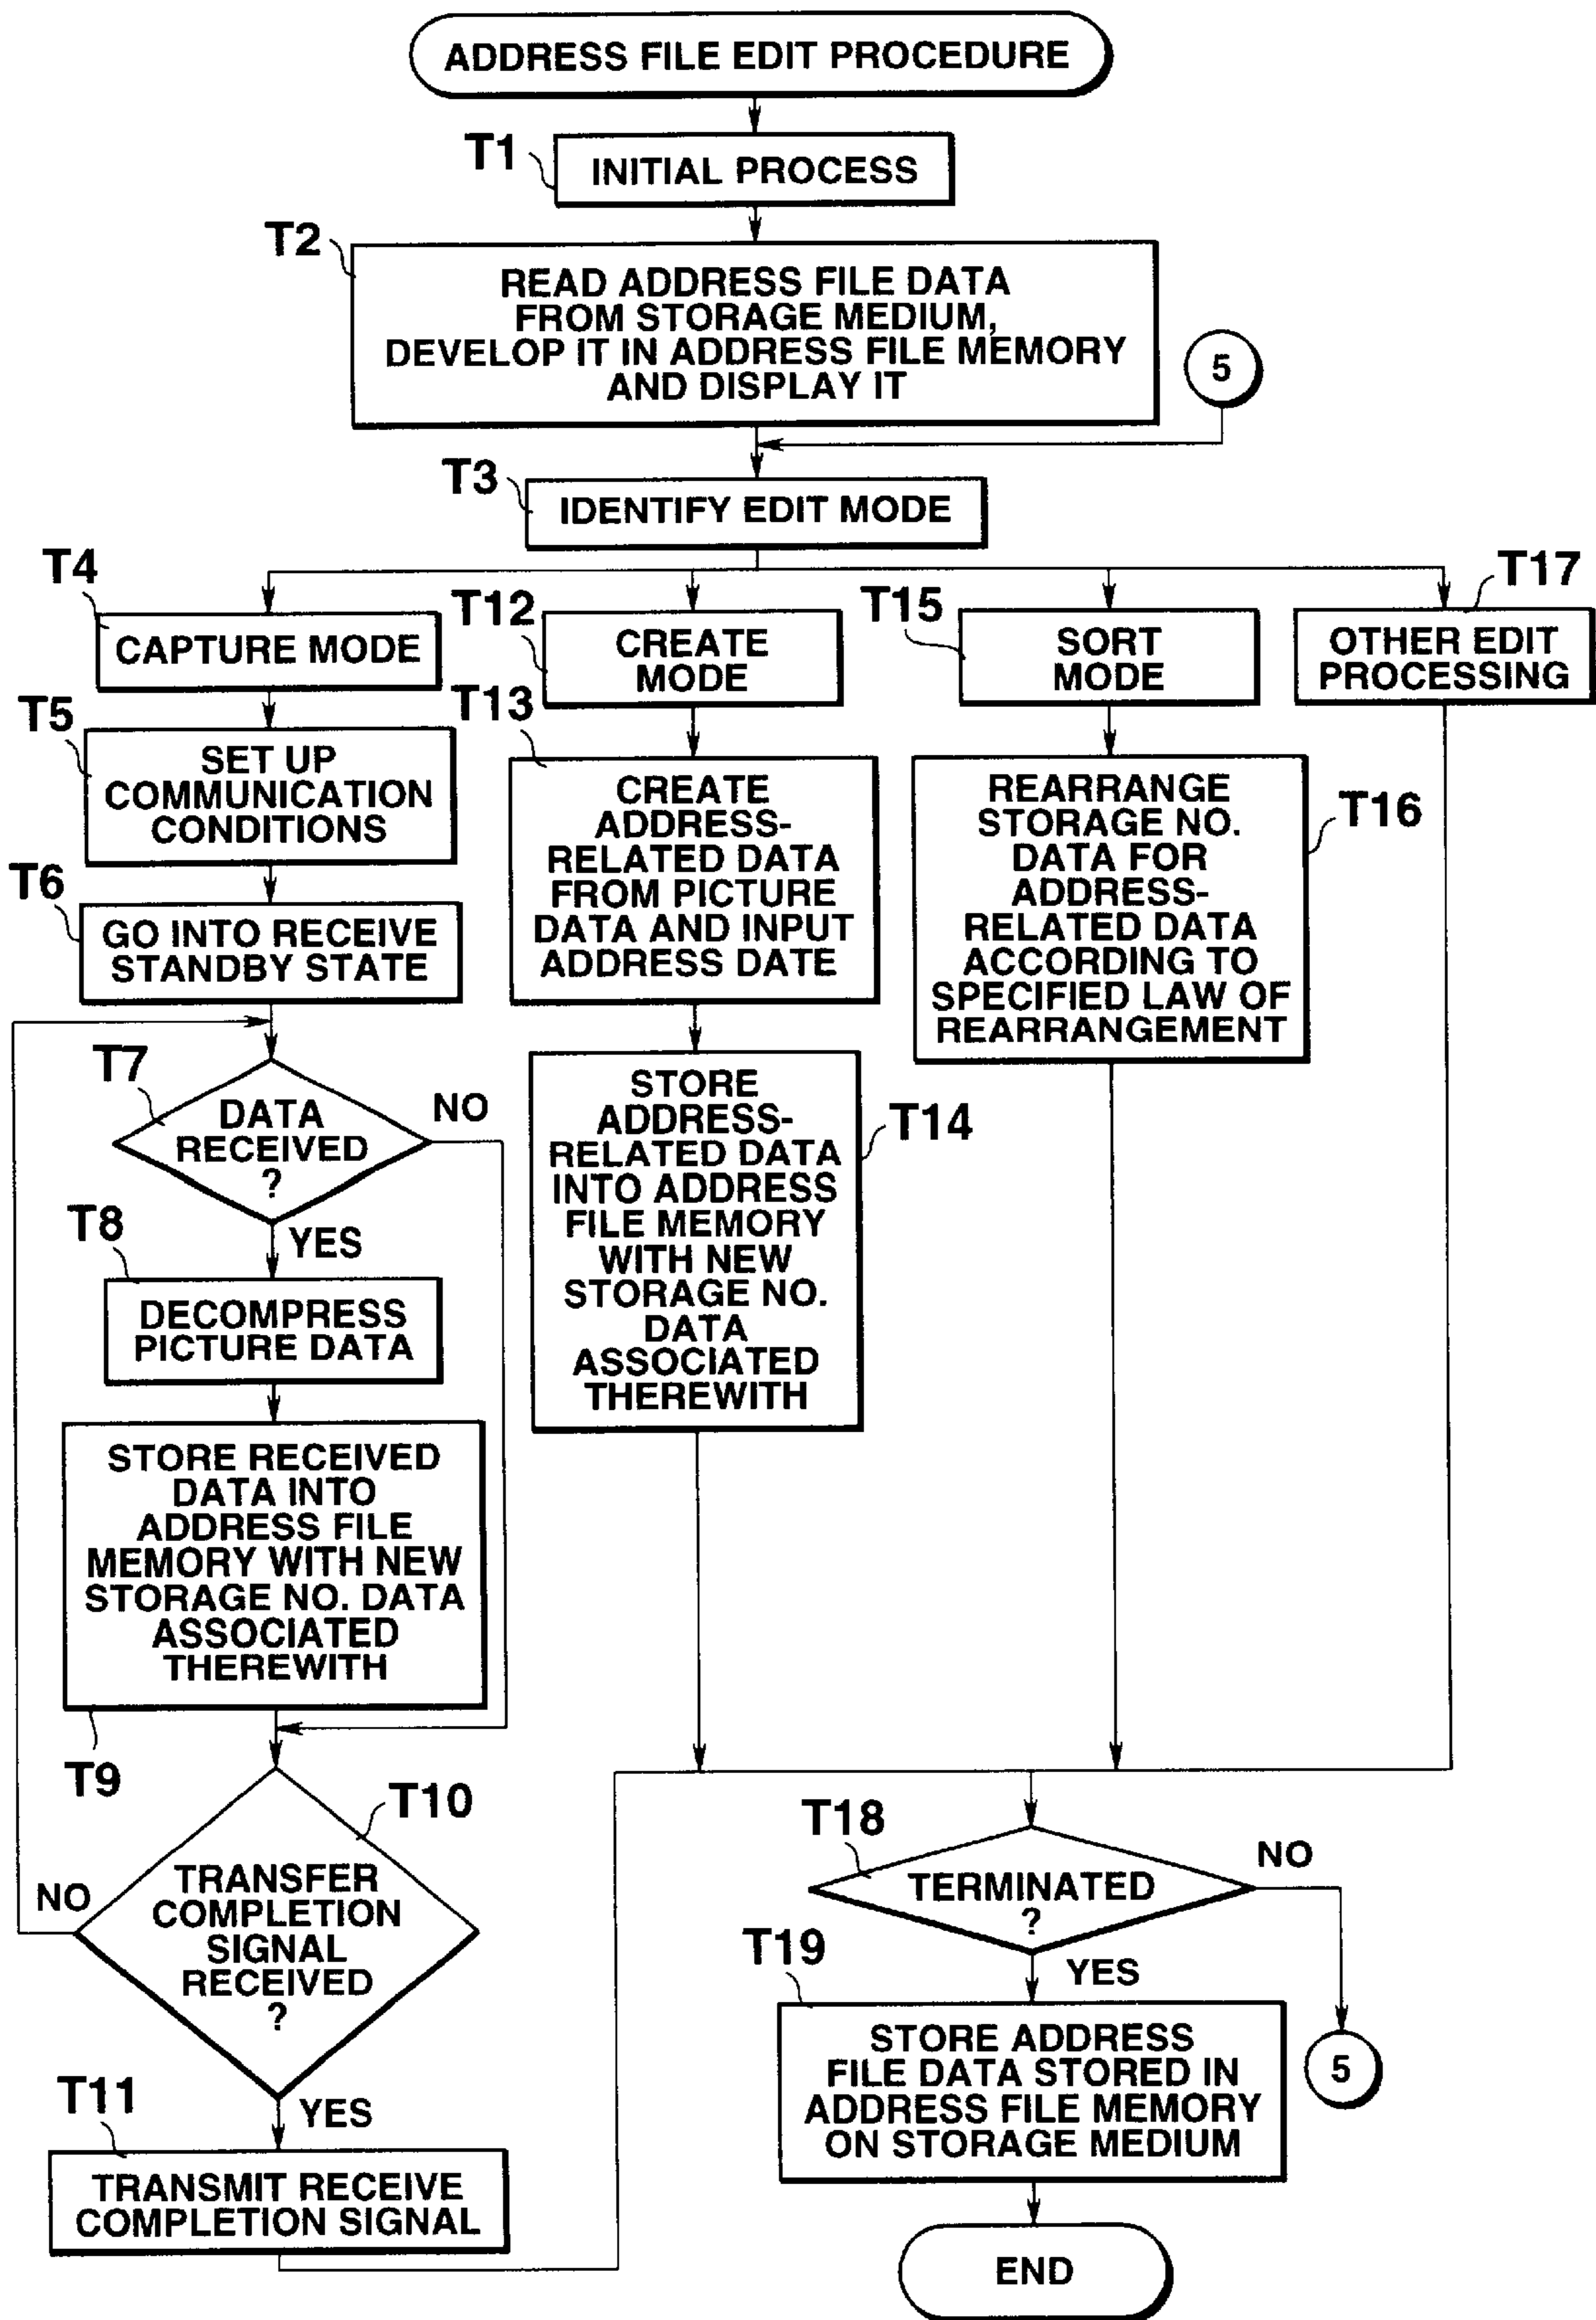 ADDRESS FILE EDIT PROCEDURE
T1
INITIAL PROCESS
T2
READ ADDRESS FILE DATA
FROM STORAGE MEDIUM,
DEVELOP IT IN ADDRESS FILE MEMORY
AND DISPLAY IT
5
T3
IDENTIFY EDIT MODE
T4
CAPTURE MODE
T5
SET UP
COMMUNICATION
CONDITIONS
T6
GO INTO RECEIVE
STANDBY STATE
T7
DATA
RECEIVED
?
NO
YES
T8
DECOMPRESS
PICTURE DATA
STORE RECEIVED
DATA INTO
ADDRESS FILE
MEMORY WITH NEW
STORAGE NO. DATA
ASSOCIATED
THEREWITH
T9
T10
TRANSFER
COMPLETION
SIGNAL
RECEIVED
?
NO
YES
T11
TRANSMIT RECEIVE
COMPLETION SIGNAL
T12
CREATE
MODE
T13
CREATE
ADDRESS-
RELATED DATA
FROM PICTURE
DATA AND INPUT
ADDRESS DATE
STORE
ADDRESS-
RELATED DATA
INTO ADDRESS
FILE MEMORY
WITH NEW
STORAGE NO.
DATA
ASSOCIATED
THEREWITH
T14
T15
SORT
MODE
REARRANGE
STORAGE NO.
DATA FOR
ADDRESS-
RELATED DATA
ACCORDING TO
SPECIFIED LAW OF
REARRANGEMENT
T16
T17
OTHER EDIT
PROCESSING
T18
TERMINATED
?
NO
YES
5
T19
STORE ADDRESS
FILE DATA STORED IN
ADDRESS FILE MEMORY
ON STORAGE MEDIUM
END